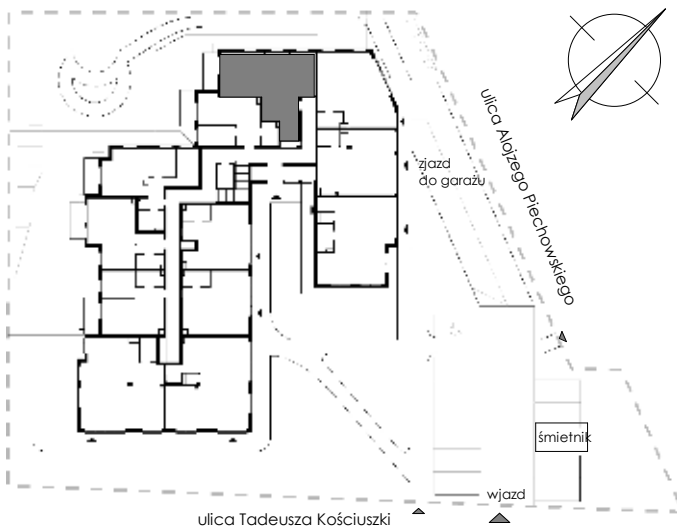 ulica Alojzego Piechowskiego
zjazd
do garażu
śmietnik
wjazd
ulica Tadeusza Kościuszki